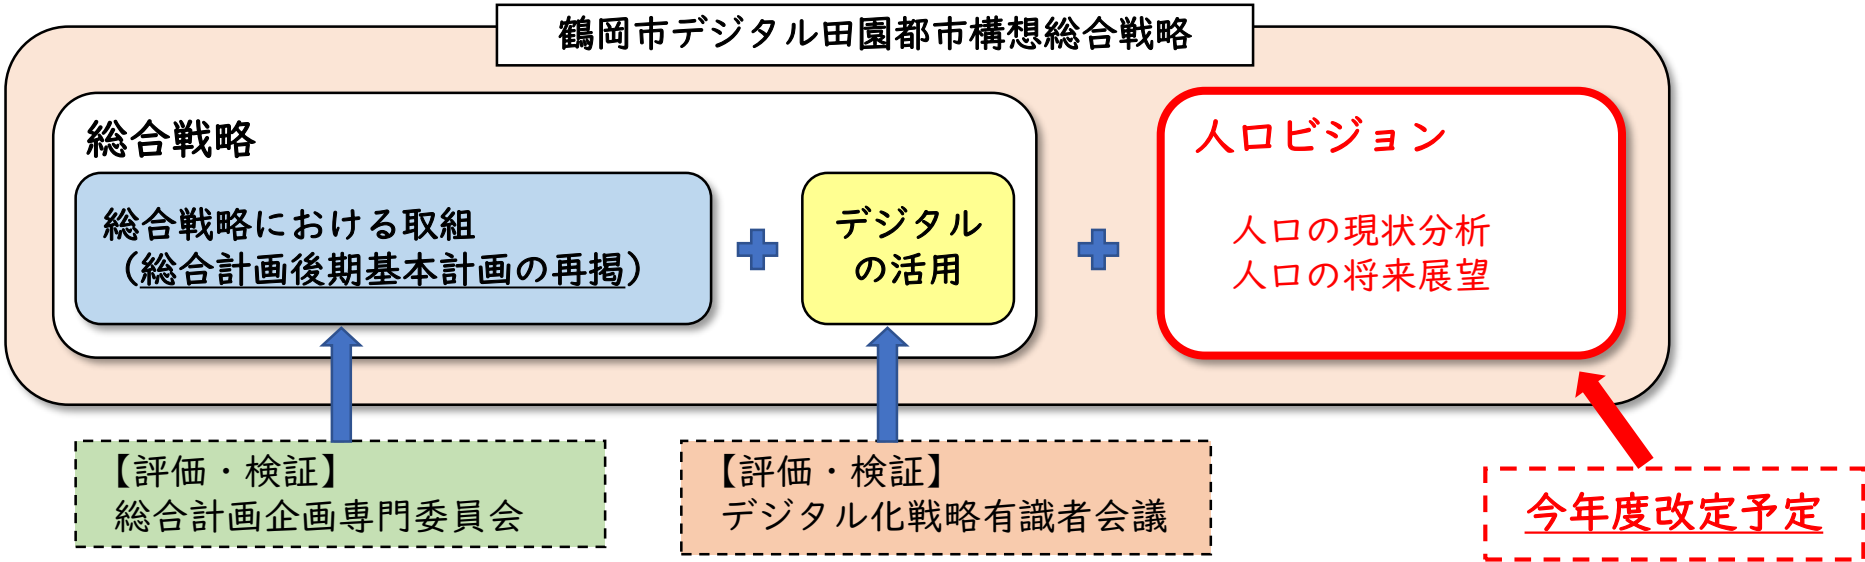 鶴岡市デジタル田園都市構想総合戦略
総合戦略
総合戦略における取組
（総合計画後期基本計画の再掲）
デジタル
の活用
人口ビジョン
人口の現状分析
人口の将来展望
【評価・検証】
総合計画企画専門委員会
【評価・検証】
デジタル化戦略有識者会議
今年度改定予定